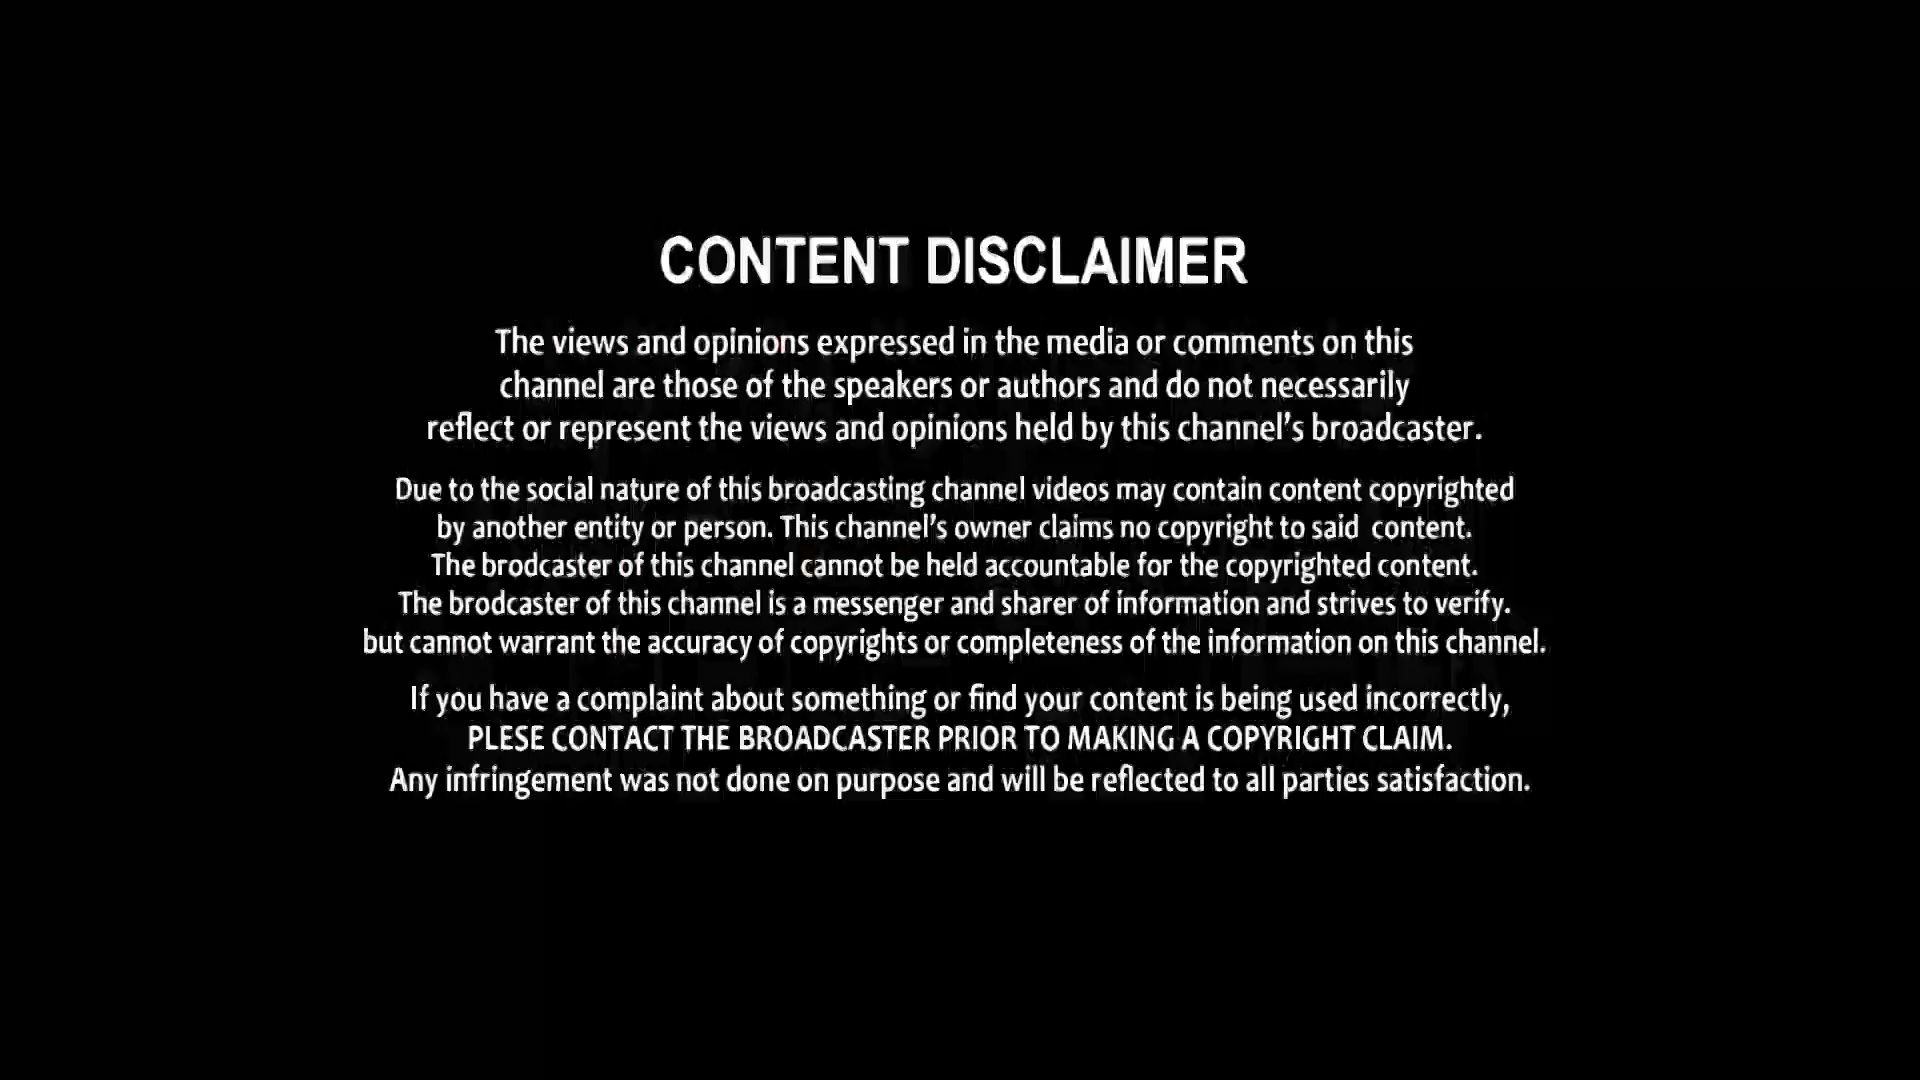 CONTENT DISCLAIMER
The views and opinions expressed in the media or comments on this
channel are those of the speakers or authors and do not necessarily
reflect or represent the views and opinions held by this channel's broadcaster.
Due to the social nature of this broadcasting channel videos may contain content copyrighted
by another entity or person. This channel's owner claims no copyright to said content.
The brodcaster of this channel cannot be held accountable for the copyrighted content.
The brodcaster of this channel is a messenger and sharer of information and strives to verify.
but cannot warrant the accuracy of copyrights or completeness of the information on this channel.
If you have a complaint about something or find your content is being used incorrectly,
PLESE CONTACT THE BROADCASTER PRIOR TO MAKING A COPYRIGHT CLAIM.
Any infringement was not done on purpose and will be reflected to all parties satisfaction.